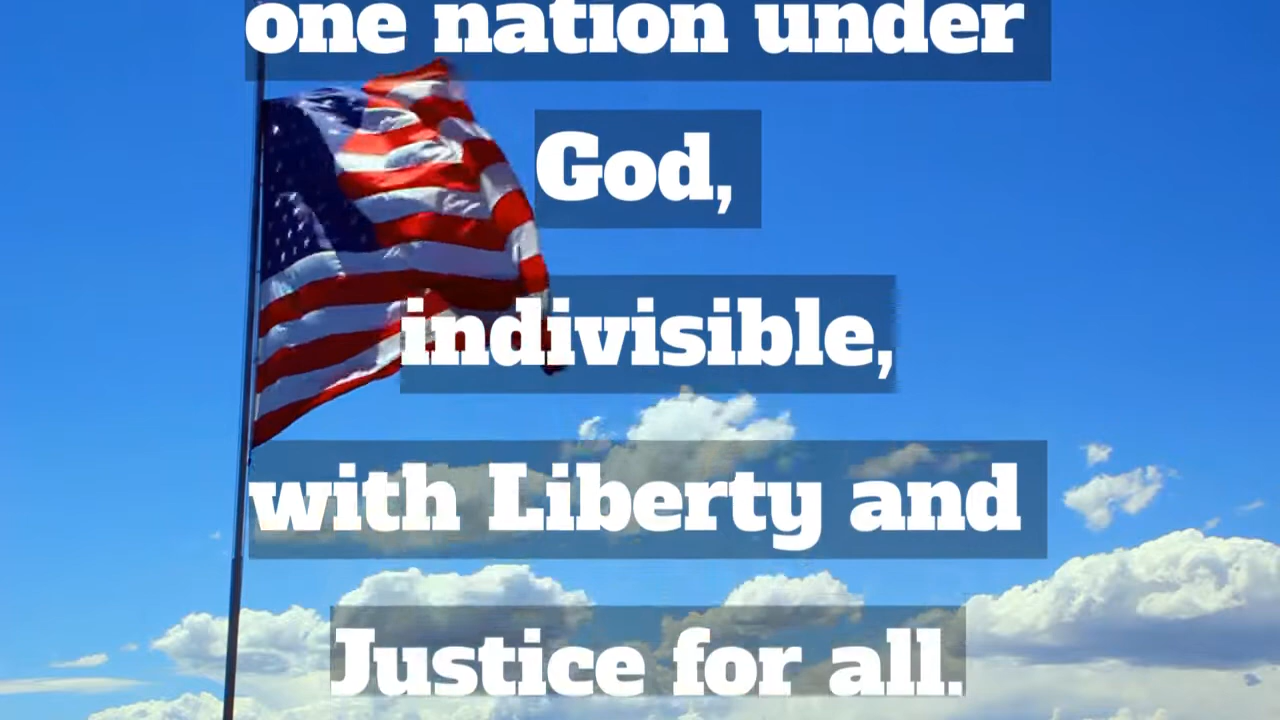 one nation under
God,
indivisible,
with Liberty and
Justice for all.